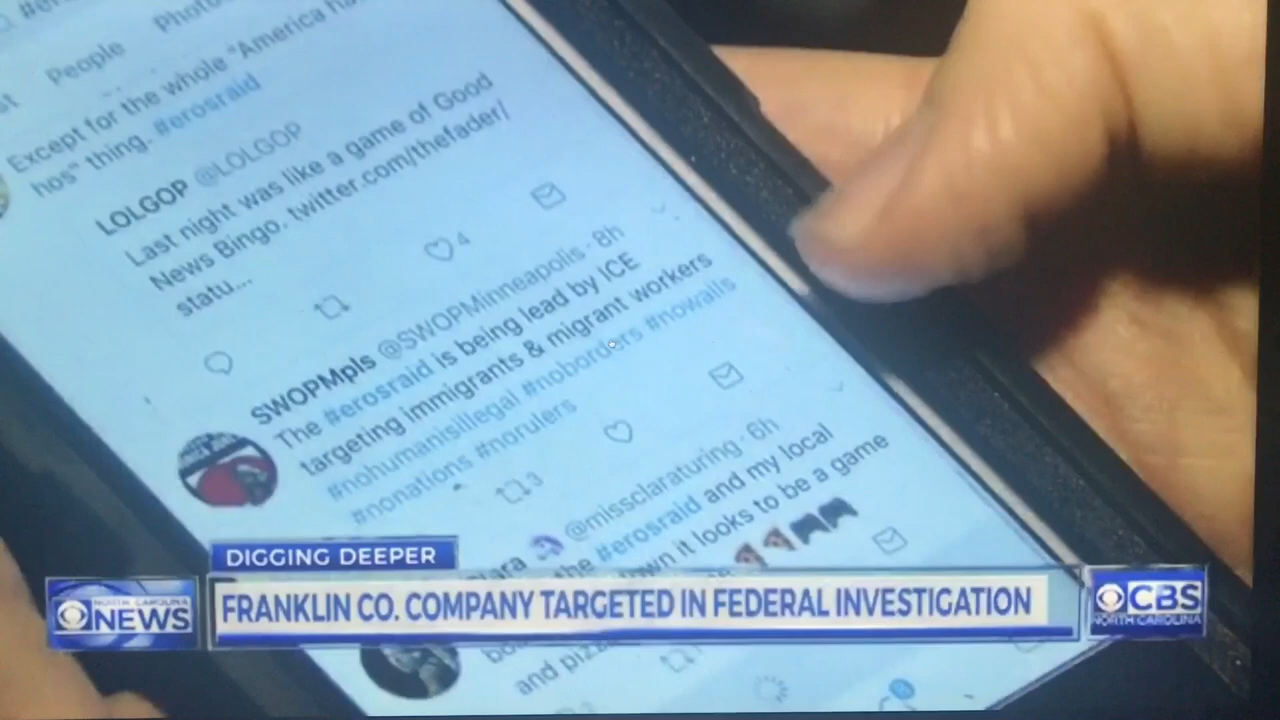 People
Except for the whole "America
hos" thing. #erosraid
LOLGOP @LOLGOP
Last night was like a game of Good
News Bingo. twitter.com/thefader/
statu...
4
SWOPMpls @SWOPMinneapolis · 8h
The #erosraid is being lead by ICE
targeting immigrants & migrant workers
#nohumanisillegal #noborders #nowalls
#nonations #norulers
3
@missclaraturing · 6h
the #erosraid and my local
it looks to be a game
and
DIGGING DEEPER
NORTH CAROLINA
NEWS
FRANKLIN CO. COMPANY TARGETED IN FEDERAL INVESTIGATION
CBS
NORTH CAROLINA